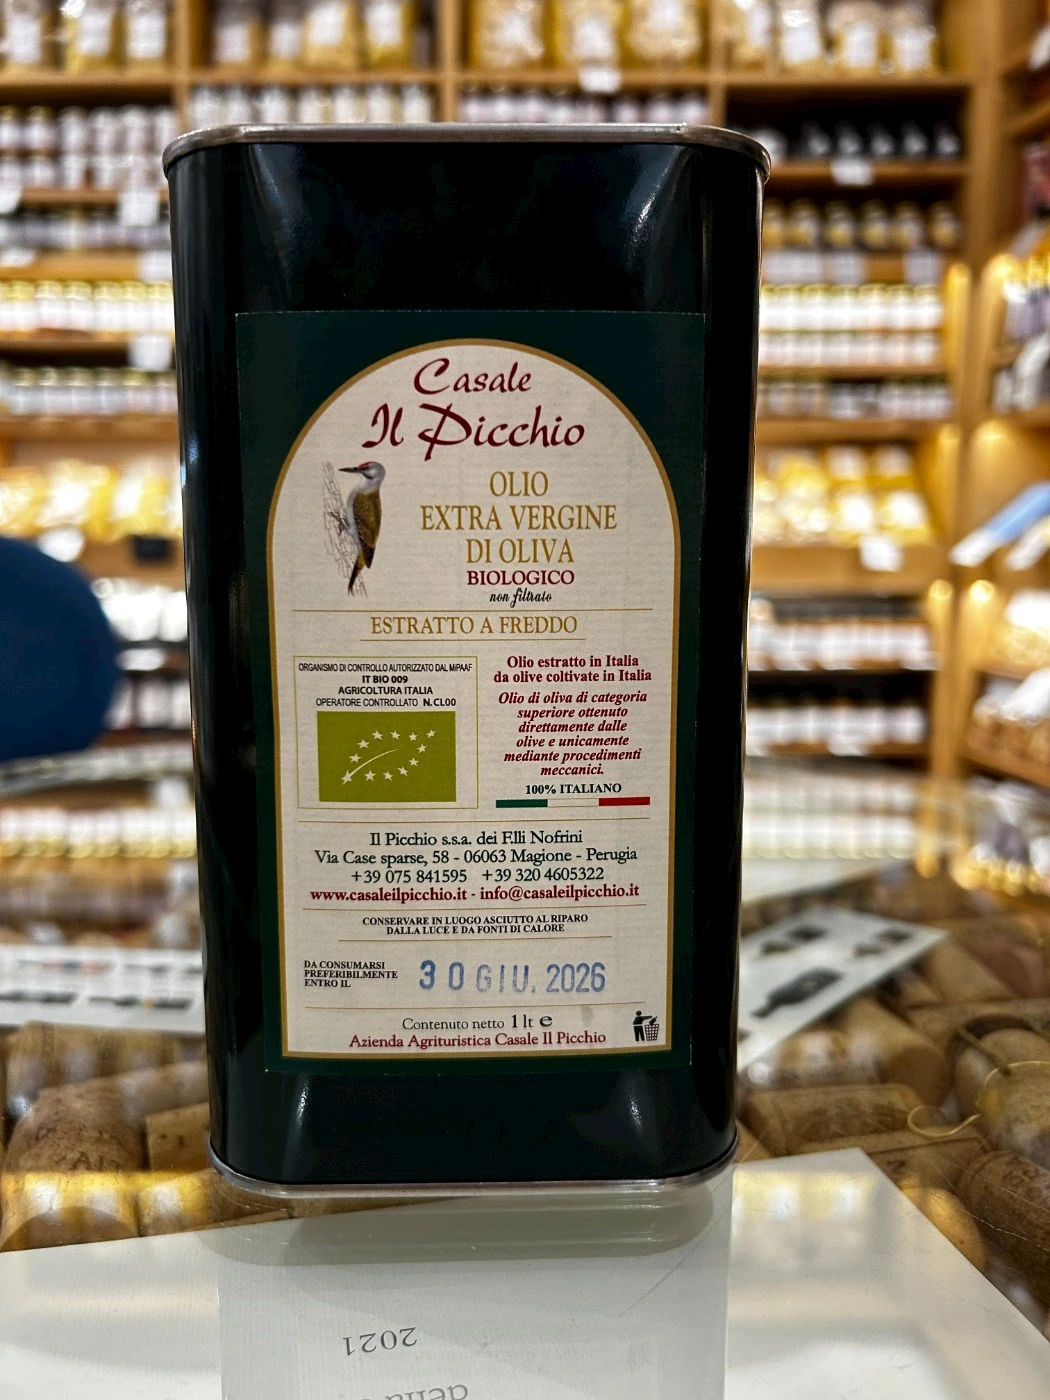 Casale
Il Picchio
OLIO
EXTRA VERGINE
DI OLIVA
BIOLOGICO
non filtrato
ESTRATTO A FREDDO
ORGANISMO DI CONTROLLO AUTORIZZATO DAL MiPAAF
IT BIO 009
AGRICOLTURA ITALIA
OPERATORE CONTROLLATO N. CL00
Olio estratto in Italia
da olive coltivate in Italia
Olio di oliva di categoria
superiore ottenuto
direttamente dalle
olive e unicamente
mediante procedimenti
meccanici.
100% ITALIANO
Il Picchio s.s.a. dei F.lli Nofrini
Via Case sparse, 58 - 06063 Magione - Perugia
+39 075 841595 +39 320 4605322
www.casaleilpicchio.it - info@casaleilpicchio.it
CONSERVARE IN LUOGO ASCIUTTO AL RIPARO
DALLA LUCE E DA FONTI DI CALORE
DA CONSUMARSI
PREFERIBILMENTE
ENTRO IL
30 GIU. 2026
Contenuto netto 1 lt e
Azienda Agrituristica Casale Il Picchio
2021